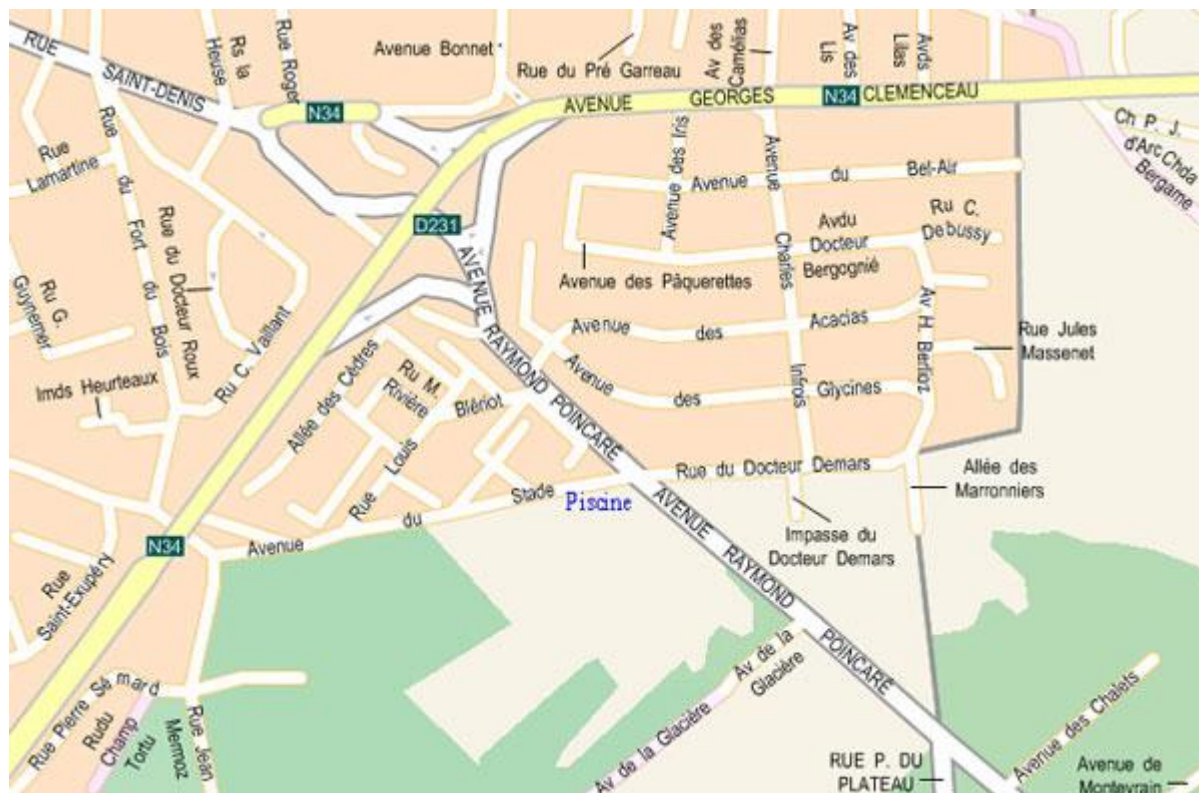 RUE
SAINT-DENIS
Rs la
Heuse
Rue Roger
Avenue Bonnet
Rue du Pré Garreau
Av des
Camélias
Av des
Lis
Avds
Lilas
N34
AVENUE GEORGES N34 CLEMENCEAU
Ch P. J.
d'Arc Chda
Bergame
Rue
Lamartine
Rue du Fort du Bois
Rue du Docteur Roux
D231
Avenue des Iris
Avenue du Bel-Air
Avenue Charles Infrois
Avdu
Docteur
Bergognié
Ru C.
Debussy
Avenue des Pâquerettes
Ru G.
Guynemer
Ru C. Vaillant
AVENUE RAYMOND POINCARÉ
Avenue des Acacias
Av H. Berlioz
Rue Jules
Massenet
Imds Heurteaux
Allée des Cèdres
Ru M.
Rivière
Rue Louis Blériot
Avenue des Glycines
Rue du Docteur Demars
Allée des
Marronniers
Avenue du Stade
Piscine
Impasse du
Docteur Demars
N34
AVENUE RAYMOND POINCARÉ
Rue
Saint-Exupéry
Av de la
Glacière
Rue Pierre Sémard
Rudu
Champ
Tortu
Rue Jean
Mermoz
Av de la Glacière
Avenue des Chalets
RUE P. DU
PLATEAU
Avenue de
Montevrain